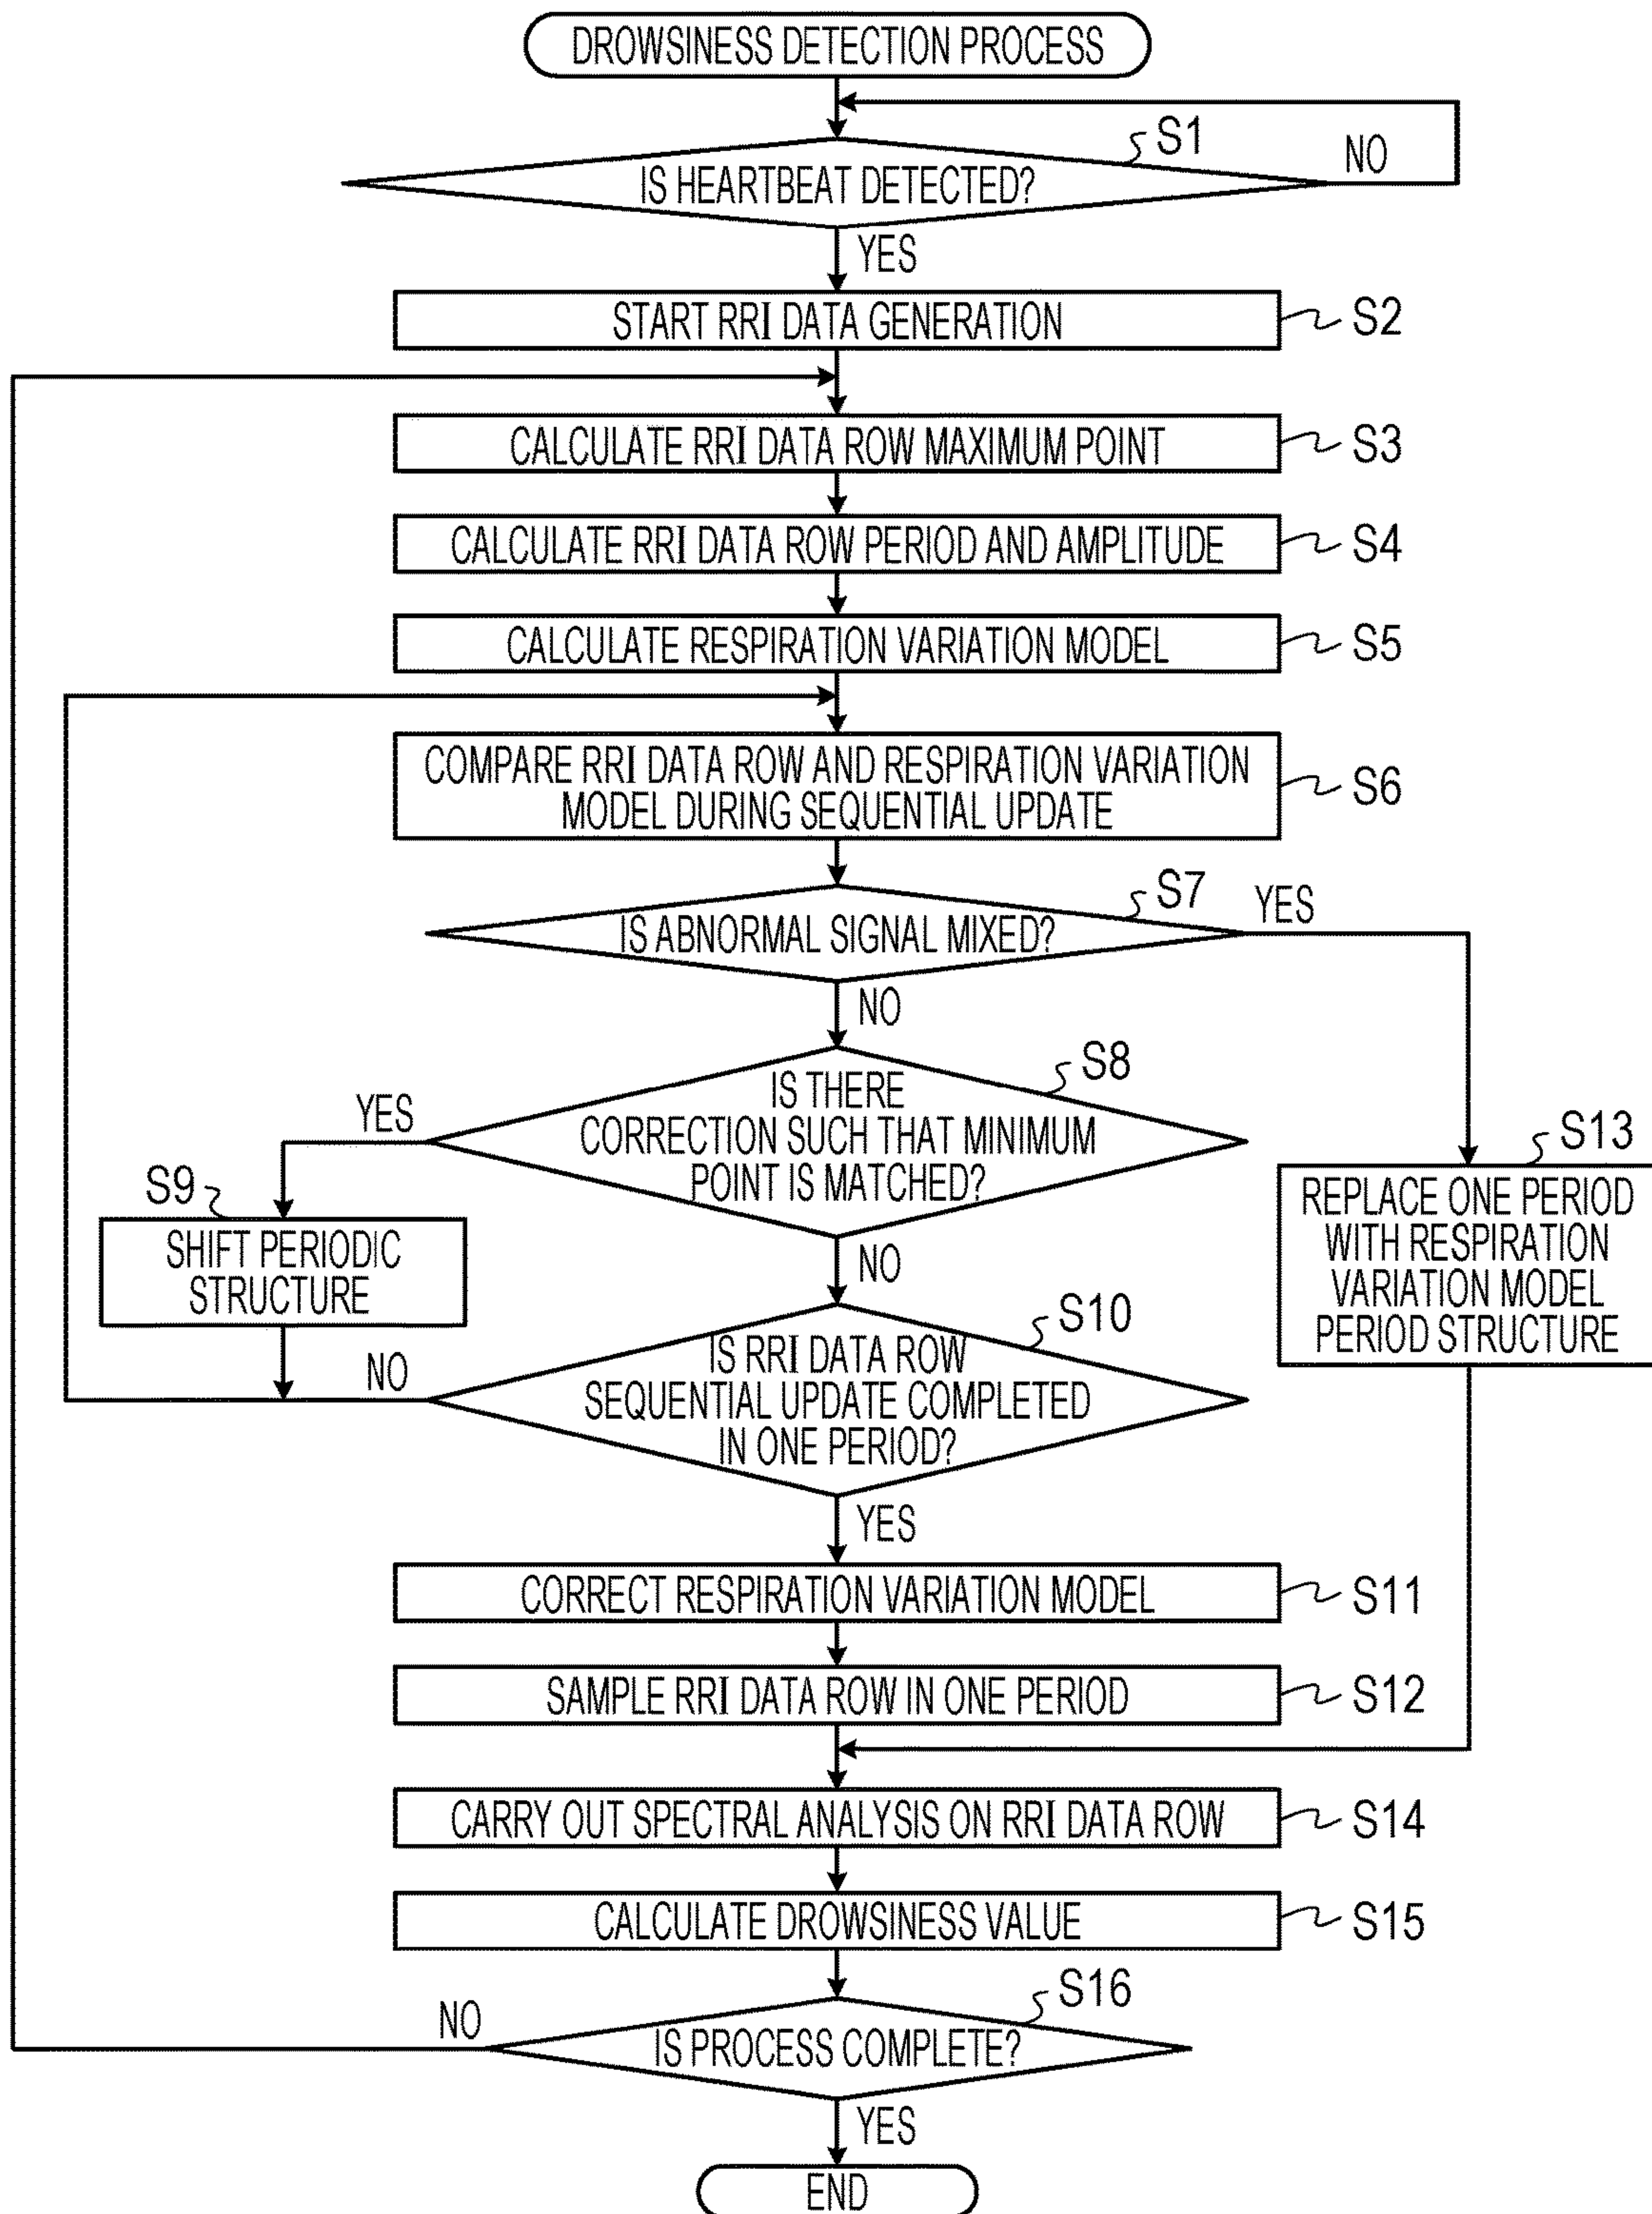 DROWSINESS DETECTION PROCESS
S1
NO
IS HEARTBEAT DETECTED?
YES
START RRI DATA GENERATION
S2
CALCULATE RRI DATA ROW MAXIMUM POINT
S3
CALCULATE RRI DATA ROW PERIOD AND AMPLITUDE
S4
CALCULATE RESPIRATION VARIATION MODEL
S5
COMPARE RRI DATA ROW AND RESPIRATION VARIATION
MODEL DURING SEQUENTIAL UPDATE
S6
S7
YES
IS ABNORMAL SIGNAL MIXED?
NO
S8
IS THERE
CORRECTION SUCH THAT MINIMUM
POINT IS MATCHED?
YES
S9
SHIFT PERIODIC
STRUCTURE
S13
REPLACE ONE PERIOD
WITH RESPIRATION
VARIATION MODEL
PERIOD STRUCTURE
NO
S10
IS RRI DATA ROW
SEQUENTIAL UPDATE COMPLETED
IN ONE PERIOD?
NO
YES
CORRECT RESPIRATION VARIATION MODEL
S11
SAMPLE RRI DATA ROW IN ONE PERIOD
S12
CARRY OUT SPECTRAL ANALYSIS ON RRI DATA ROW
S14
CALCULATE DROWSINESS VALUE
S15
S16
NO
IS PROCESS COMPLETE?
YES
END